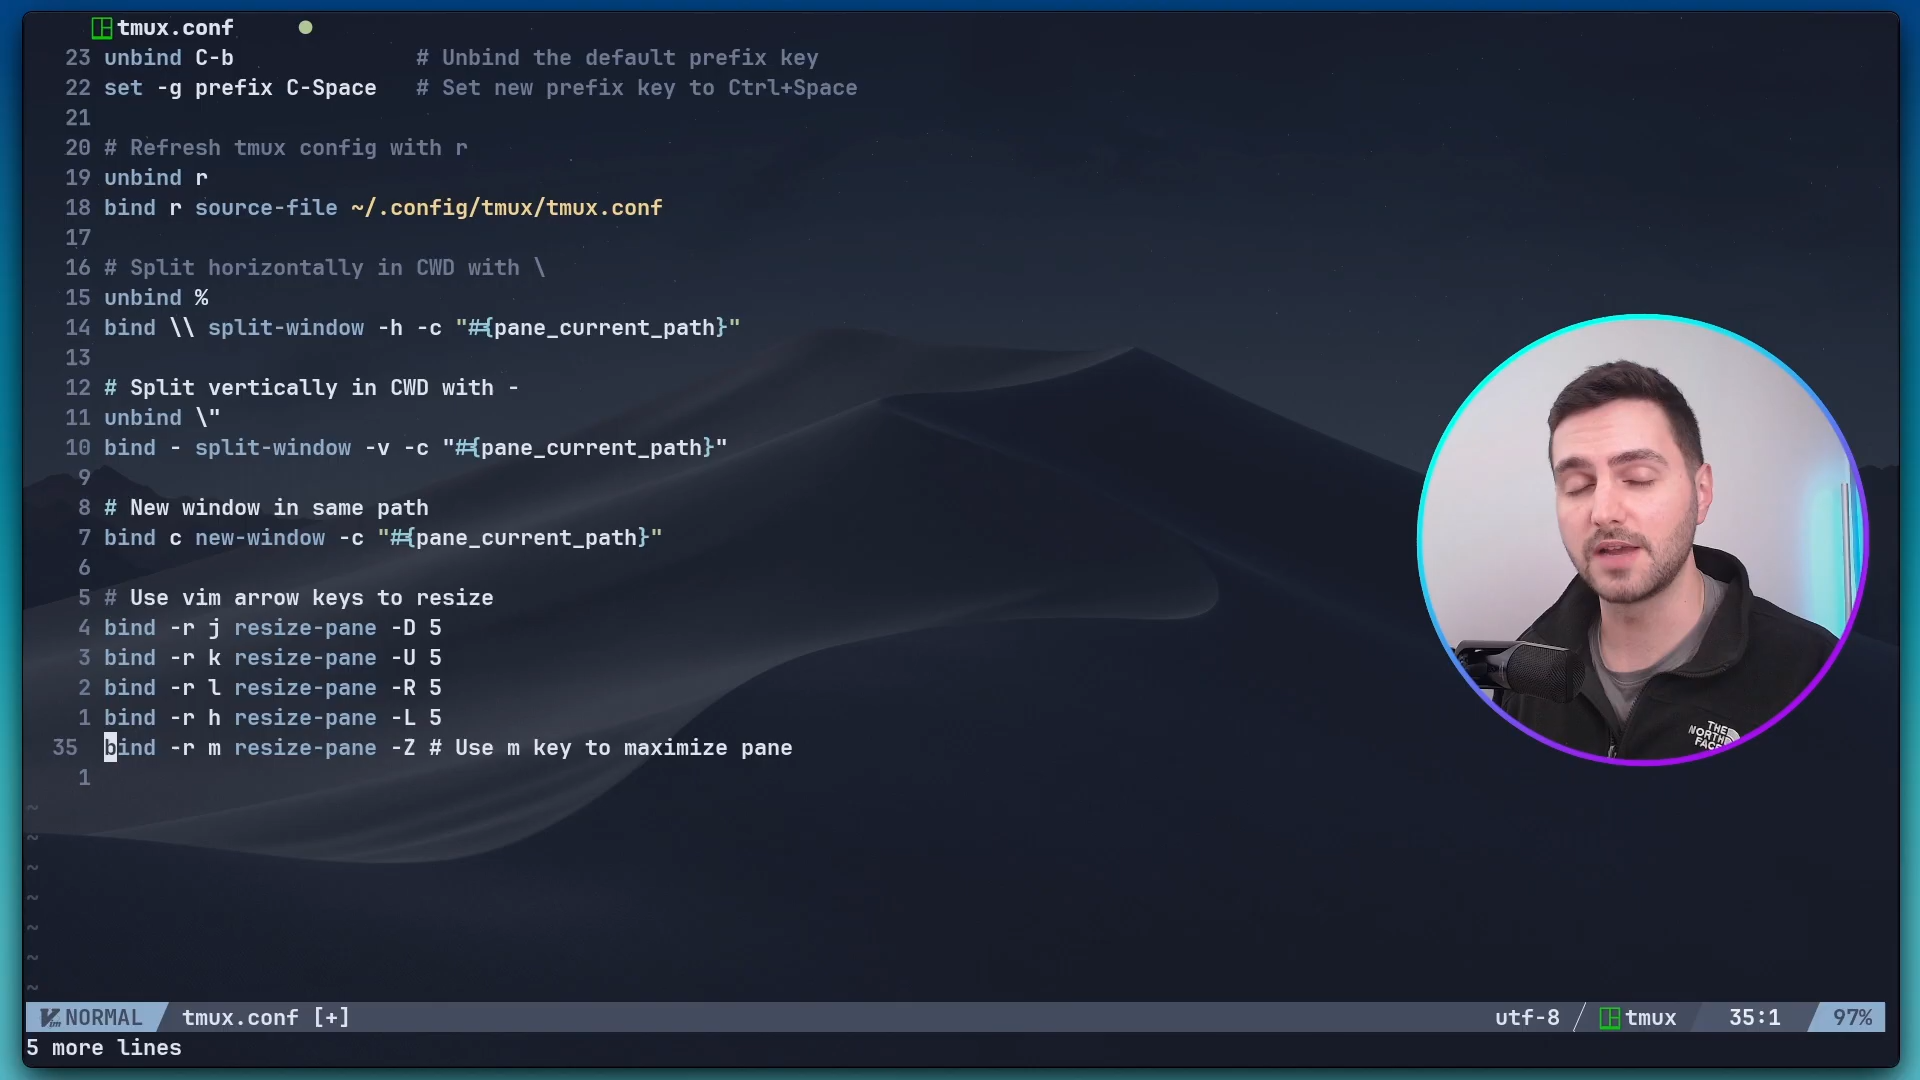 tmux.conf
23 unbind C-b # Unbind the default prefix key
22 set -g prefix C-Space # Set new prefix key to Ctrl+Space
21
20 # Refresh tmux config with r
19 unbind r
18 bind r source-file ~/.config/tmux/tmux.conf
17
16 # Split horizontally in CWD with \
15 unbind %
14 bind \\ split-window -h -c "#{pane_current_path}"
13
12 # Split vertically in CWD with -
11 unbind \"
10 bind - split-window -v -c "#{pane_current_path}"
9
8 # New window in same path
7 bind c new-window -c "#{pane_current_path}"
6
5 # Use vim arrow keys to resize
4 bind -r j resize-pane -D 5
3 bind -r k resize-pane -U 5
2 bind -r l resize-pane -R 5
1 bind -r h resize-pane -L 5
35 bind -r m resize-pane -Z # Use m key to maximize pane
1
~
~
~
~
~
~
~
NORMAL tmux.conf [+] utf-8 tmux 35:1 97%
5 more lines
THE
NORTH
FACE